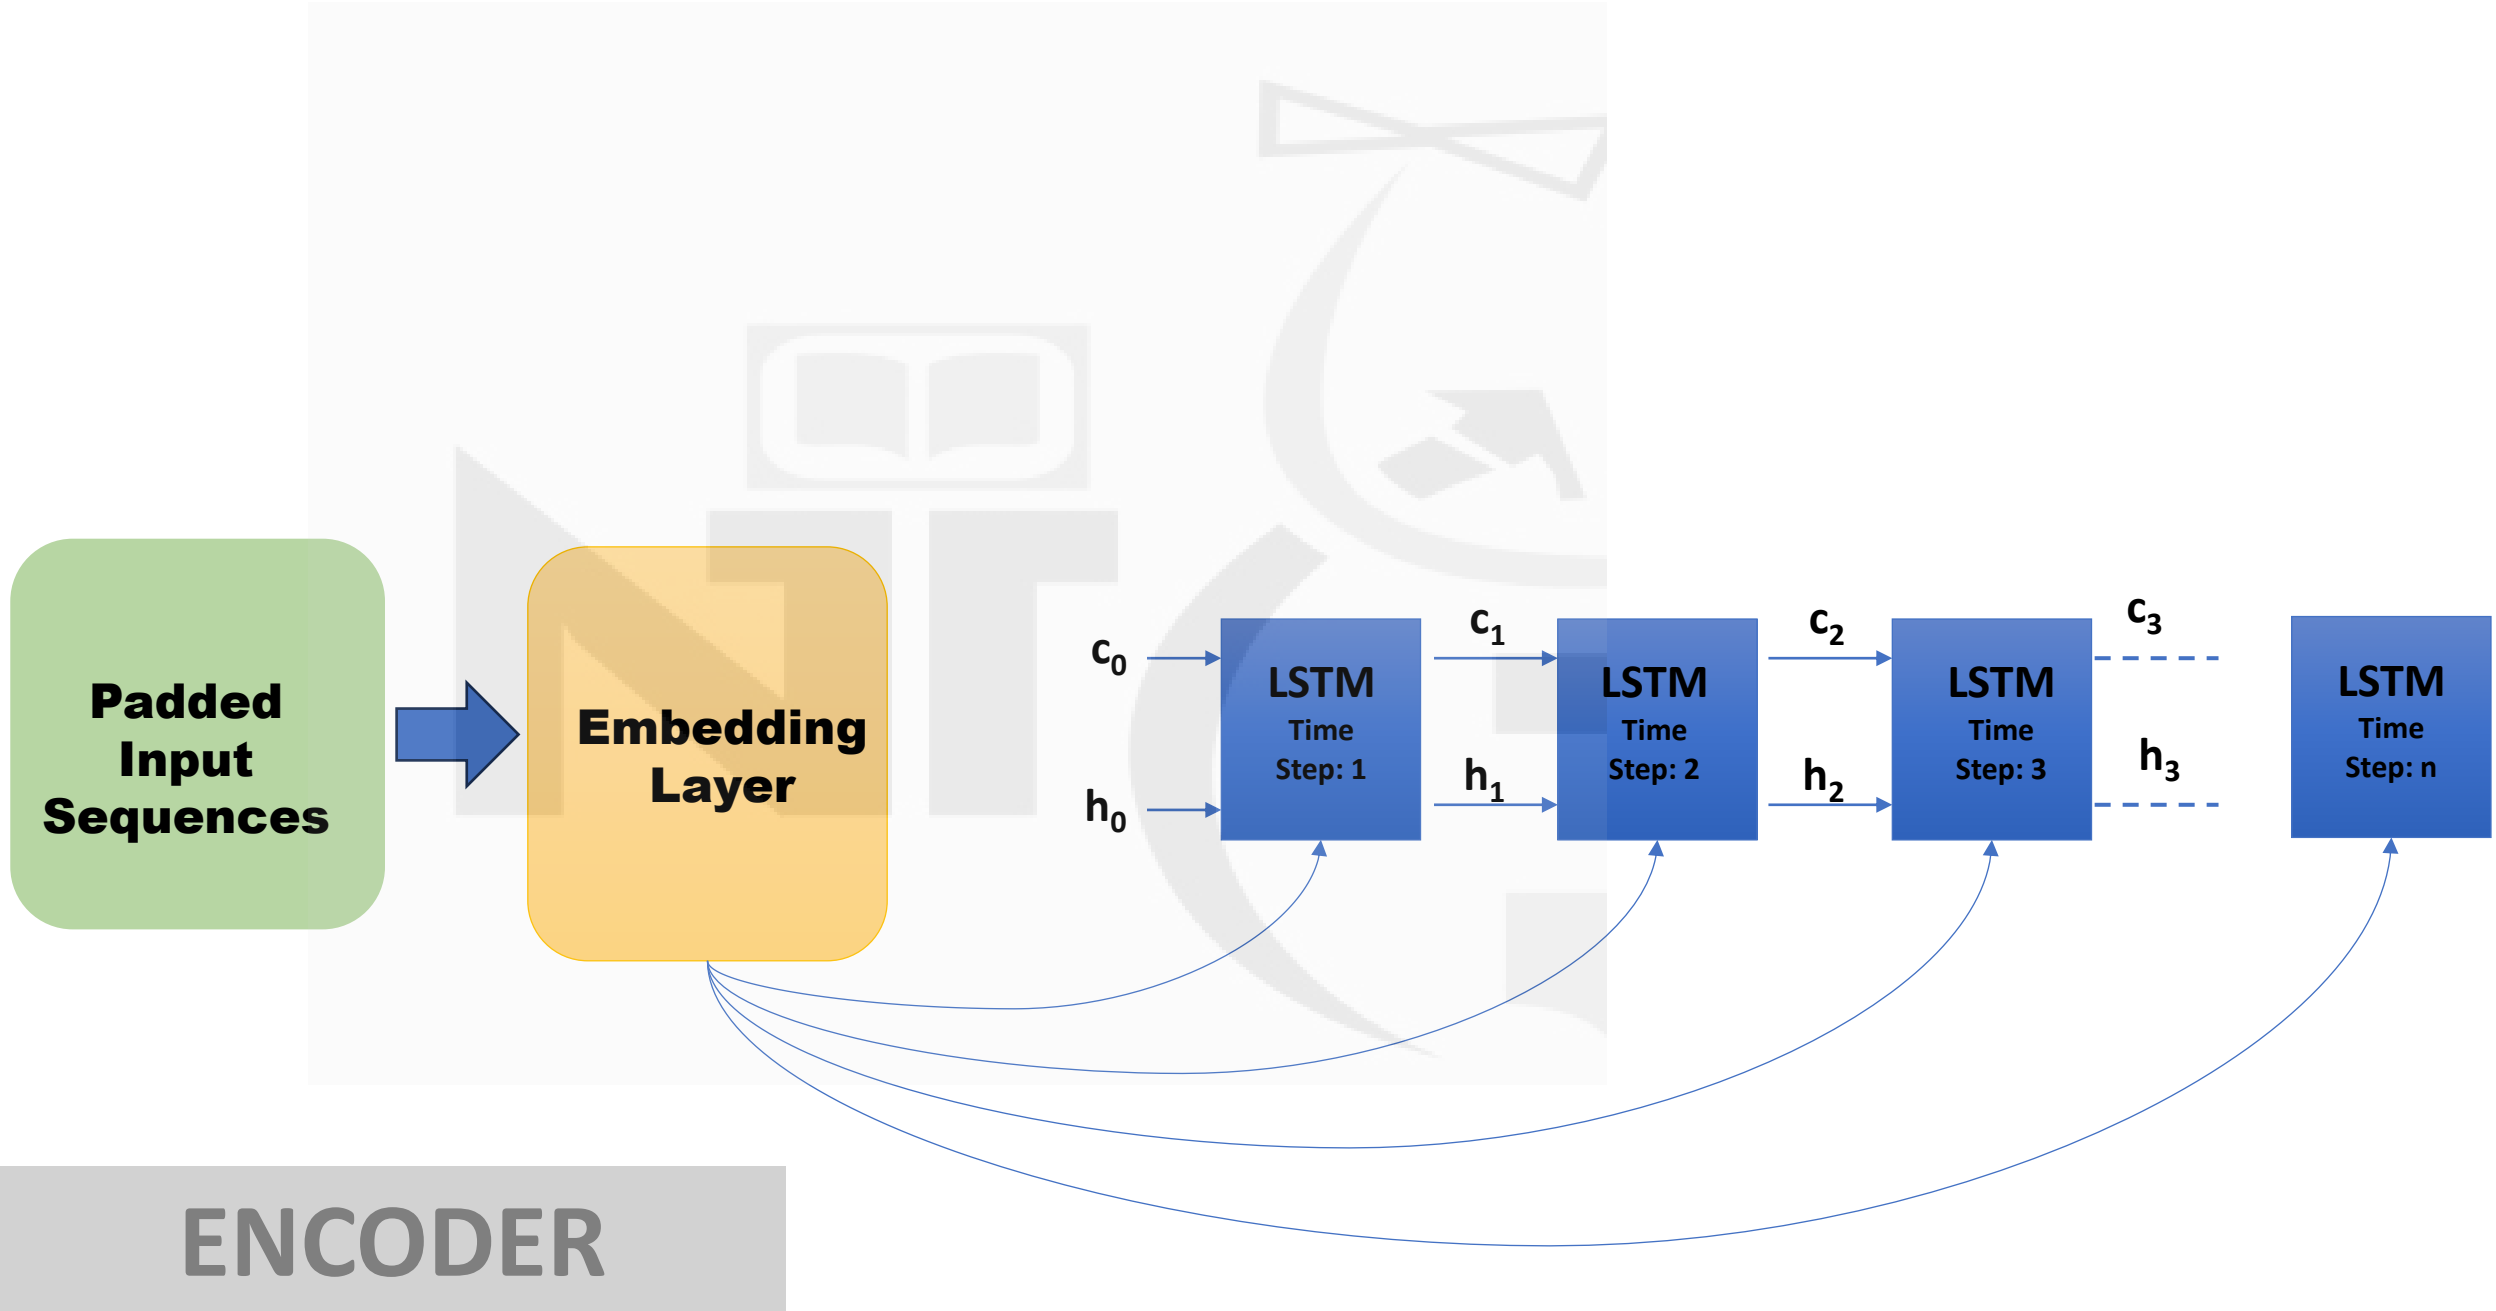 Padded
Input
Sequences
Embedding
Layer
c0
h0
LSTM
Time
Step: 1
c1
h1
LSTM
Time
Step: 2
c2
h2
LSTM
Time
Step: 3
c3
h3
LSTM
Time
Step: n
ENCODER